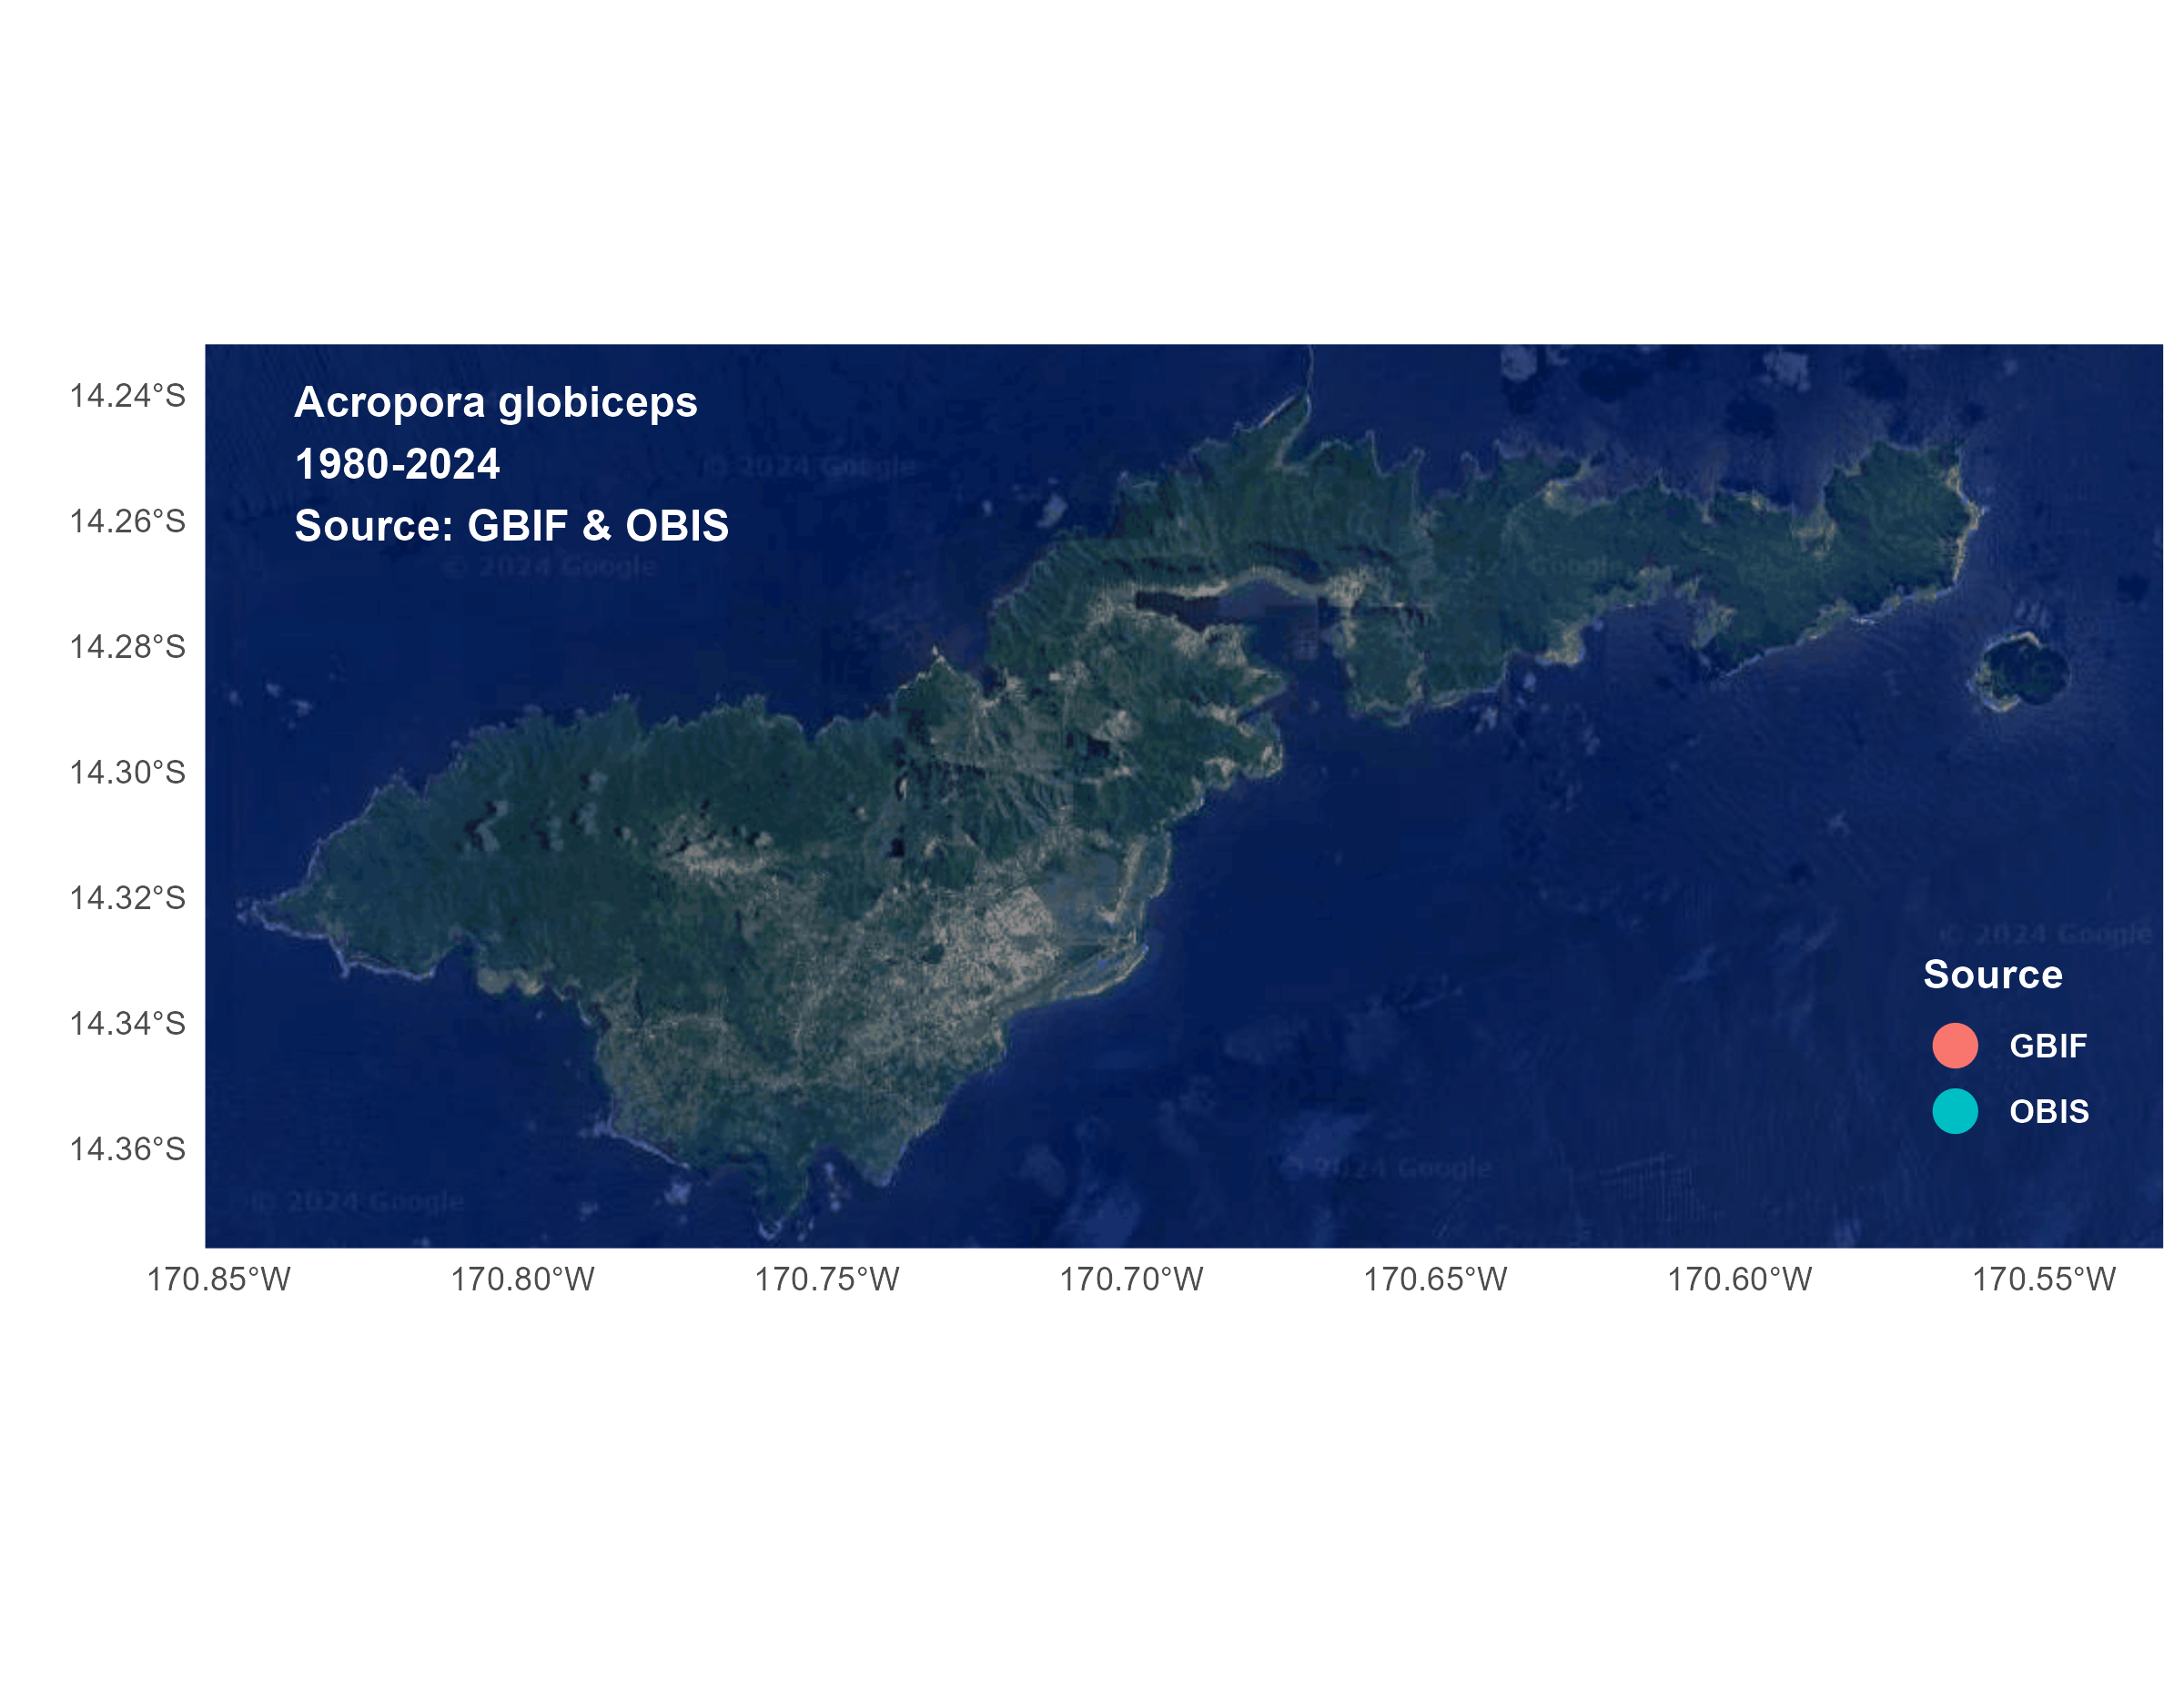 Acropora globiceps
1980-2024
Source: GBIF & OBIS
© 2024 Google
© 2024 Google
2024 Google
© 2024 Google
© 2024 Google
© 2024 Google
Source
GBIF
OBIS
14.24°S
14.26°S
14.28°S
14.30°S
14.32°S
14.34°S
14.36°S
170.85°W
170.80°W
170.75°W
170.70°W
170.65°W
170.60°W
170.55°W